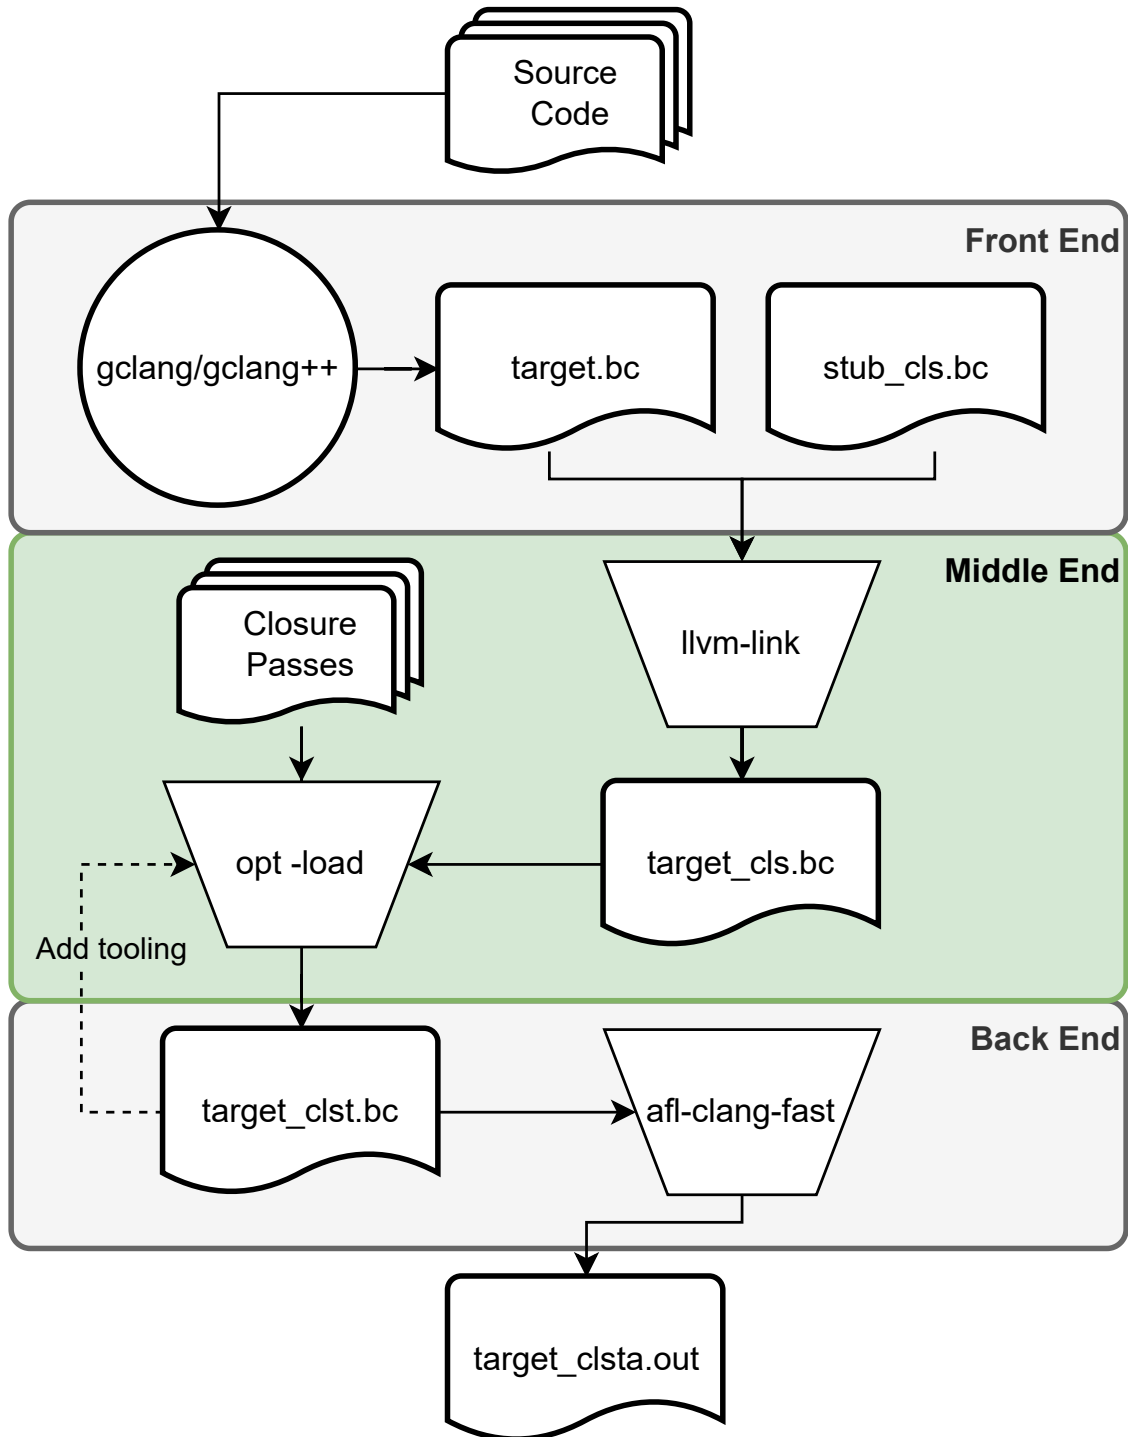 Source
Code
Front End
gclang/gclang++
target.bc
stub_cls.bc
Middle End
Closure
Passes
llvm-link
opt -load
target_cls.bc
Add tooling
Back End
target_clst.bc
afl-clang-fast
target_clsta.out